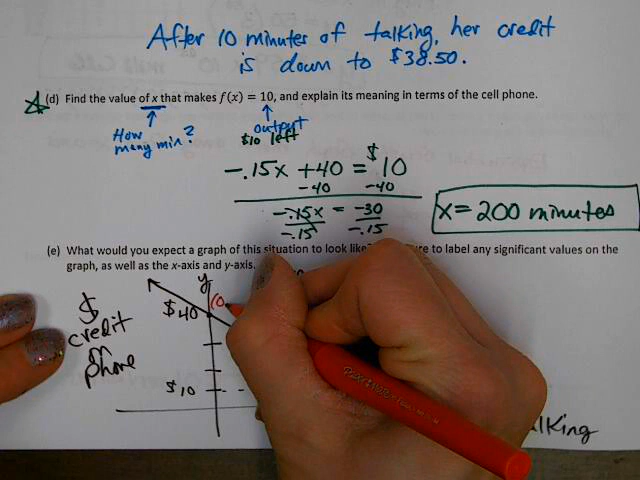 After 10 minutes of talking, her credit
is down to $38.50.
(d) Find the value of x that makes f(x) = 10, and explain its meaning in terms of the cell phone.
How many min?
output
$10 left
-.15x +40 = $10
-40 -40
-.15x = -30
-.15 -.15
x = 200 minutes
(e) What would you expect a graph of this situation to look like? re to label any significant values on the
graph, as well as the x-axis and y-axis.
y
$40
(0
$
credit
on
phone
$10
alking